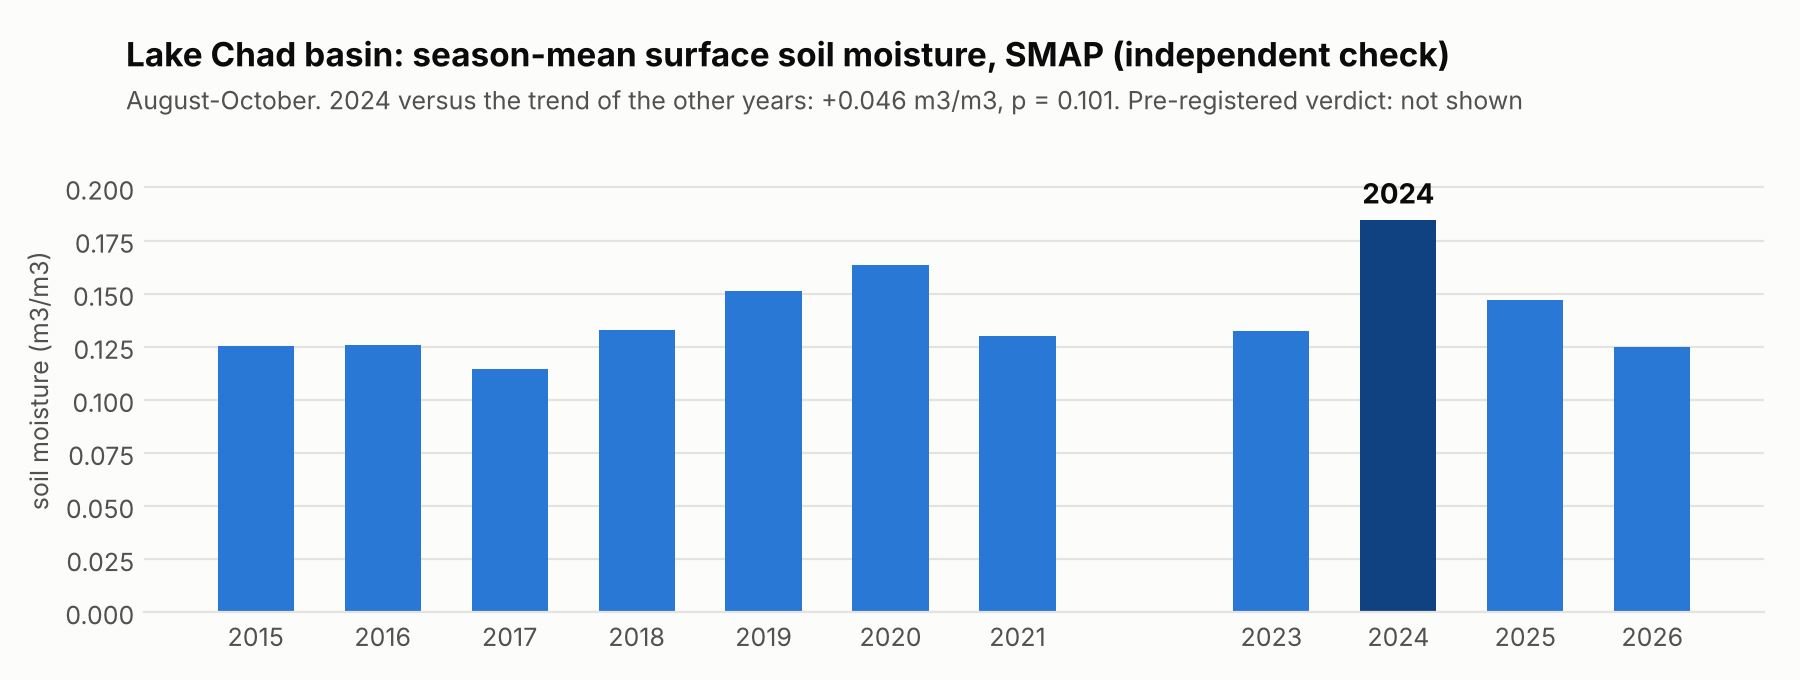 Lake Chad basin: season-mean surface soil moisture, SMAP (independent check)
August-October. 2024 versus the trend of the other years: +0.046 m3/m3, p = 0.101. Pre-registered verdict: not shown
soil moisture (m3/m3)
0.200
0.175
0.150
0.125
0.100
0.075
0.050
0.025
0.000
2024
2015 2016 2017 2018 2019 2020 2021 2023 2024 2025 2026